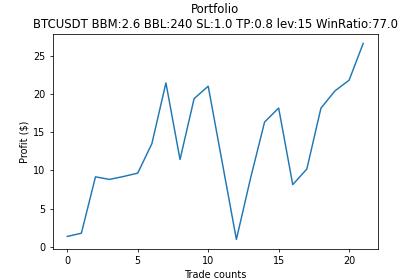 Portfolio
BTCUSDT BBM:2.6 BBL:240 SL:1.0 TP:0.8 lev:15 WinRatio:77.0
25
20
15
10
5
0
Profit ($)
0 5 10 15 20
Trade counts